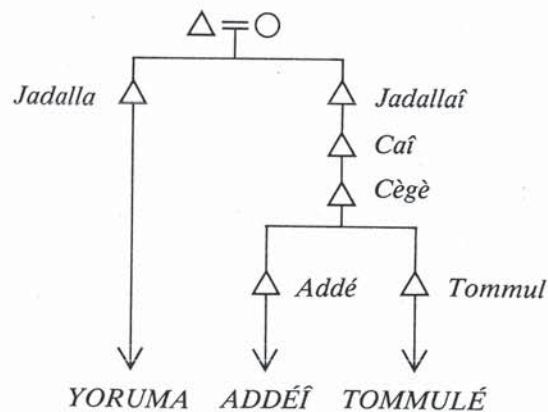 Jadalla Jadallaî
Caî
Cègè
Addé Tommul
YORUMA ADDÉÎ TOMMULÉ